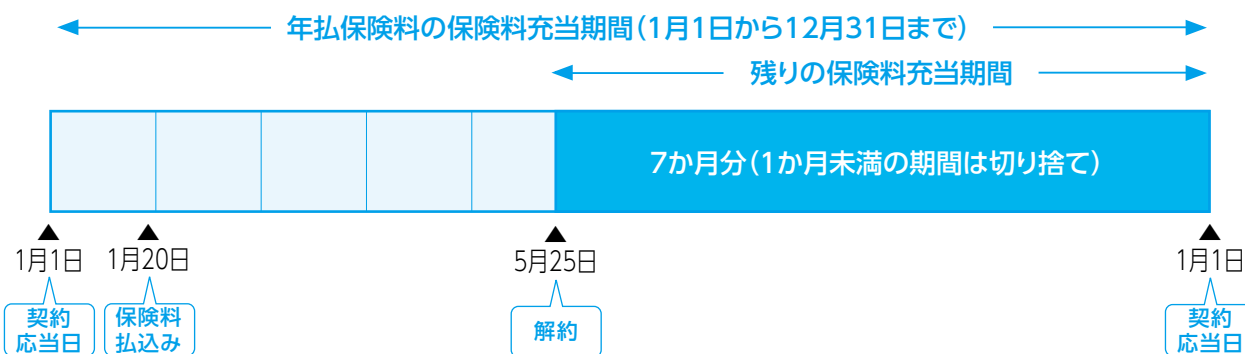 年払保険料の保険料充当期間(1月1日から12月31日まで)
残りの保険料充当期間
7か月分(1か月未満の期間は切り捨て)
▲ ▲ ▲ ▲
1月1日 1月20日 5月25日 1月1日
契約
応当日
保険料
払込み
解約
契約
応当日